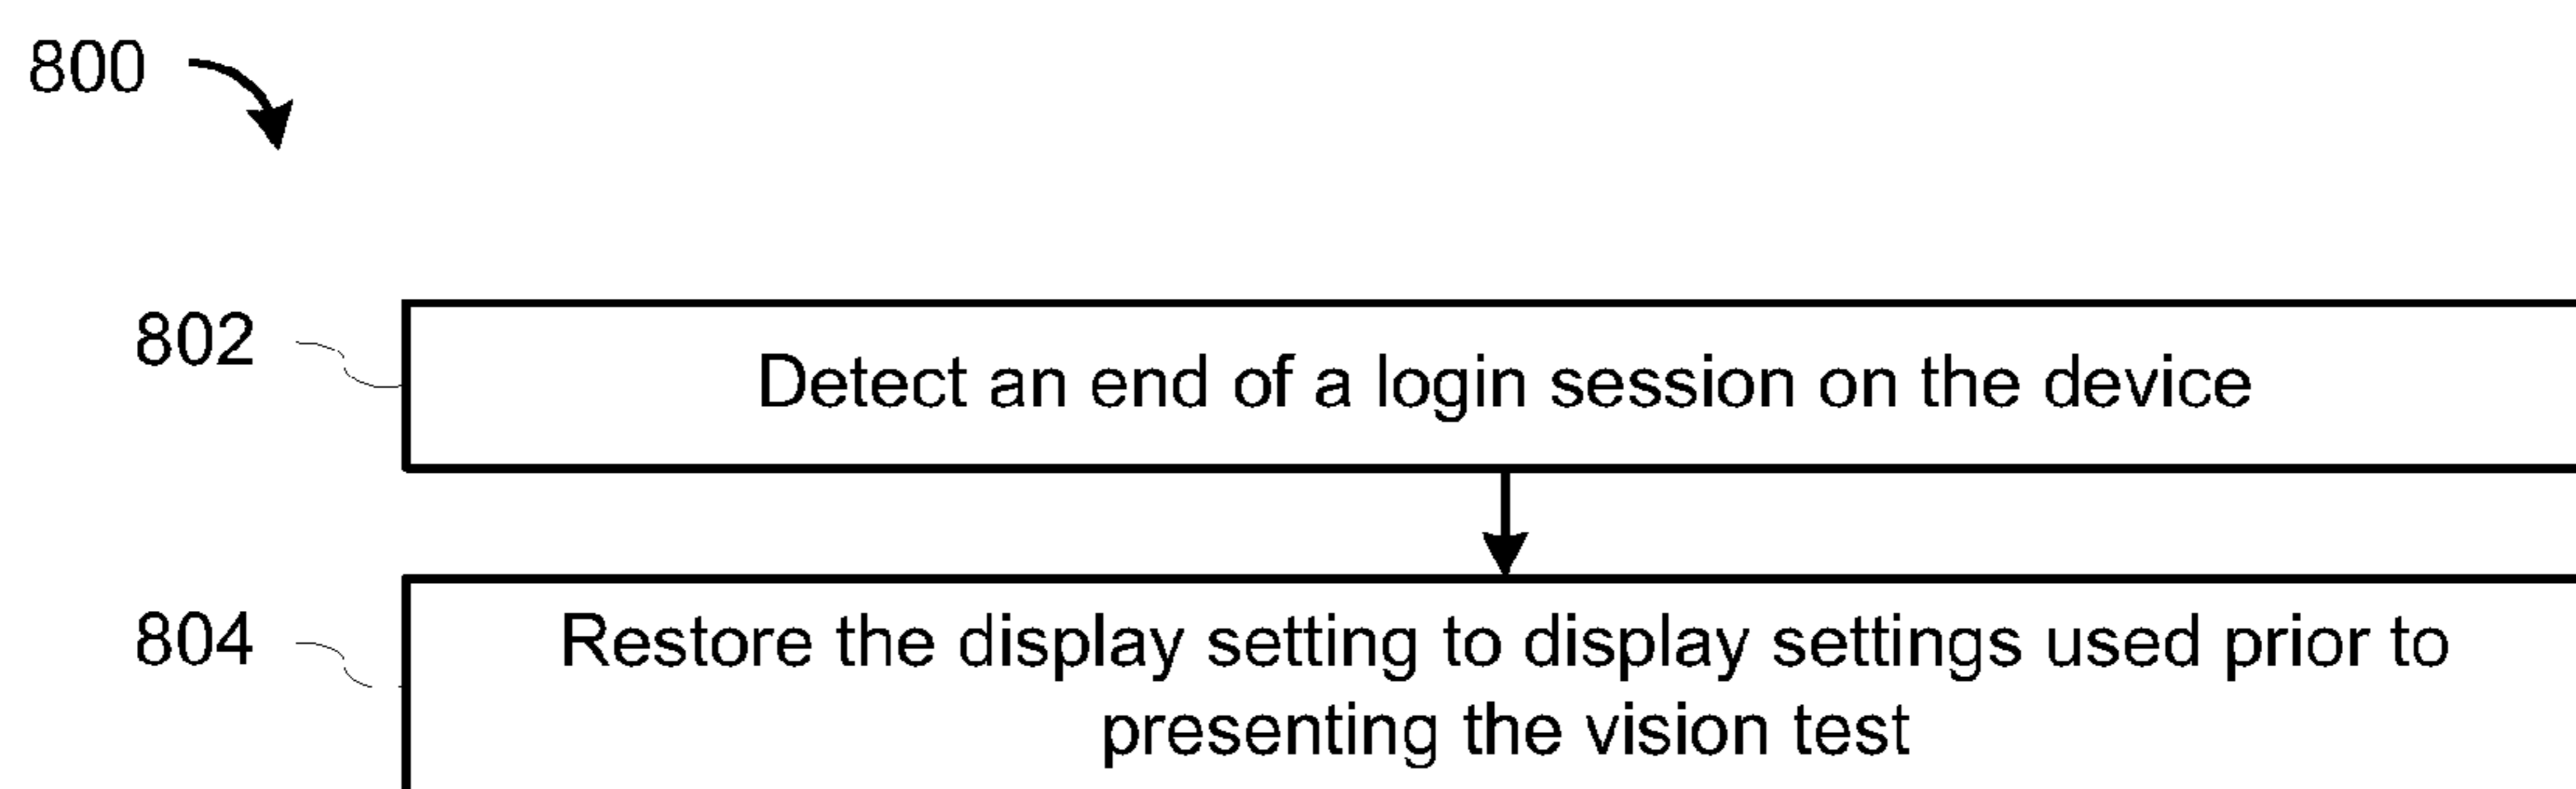 800
802
Detect an end of a login session on the device
804
Restore the display setting to display settings used prior to
presenting the vision test